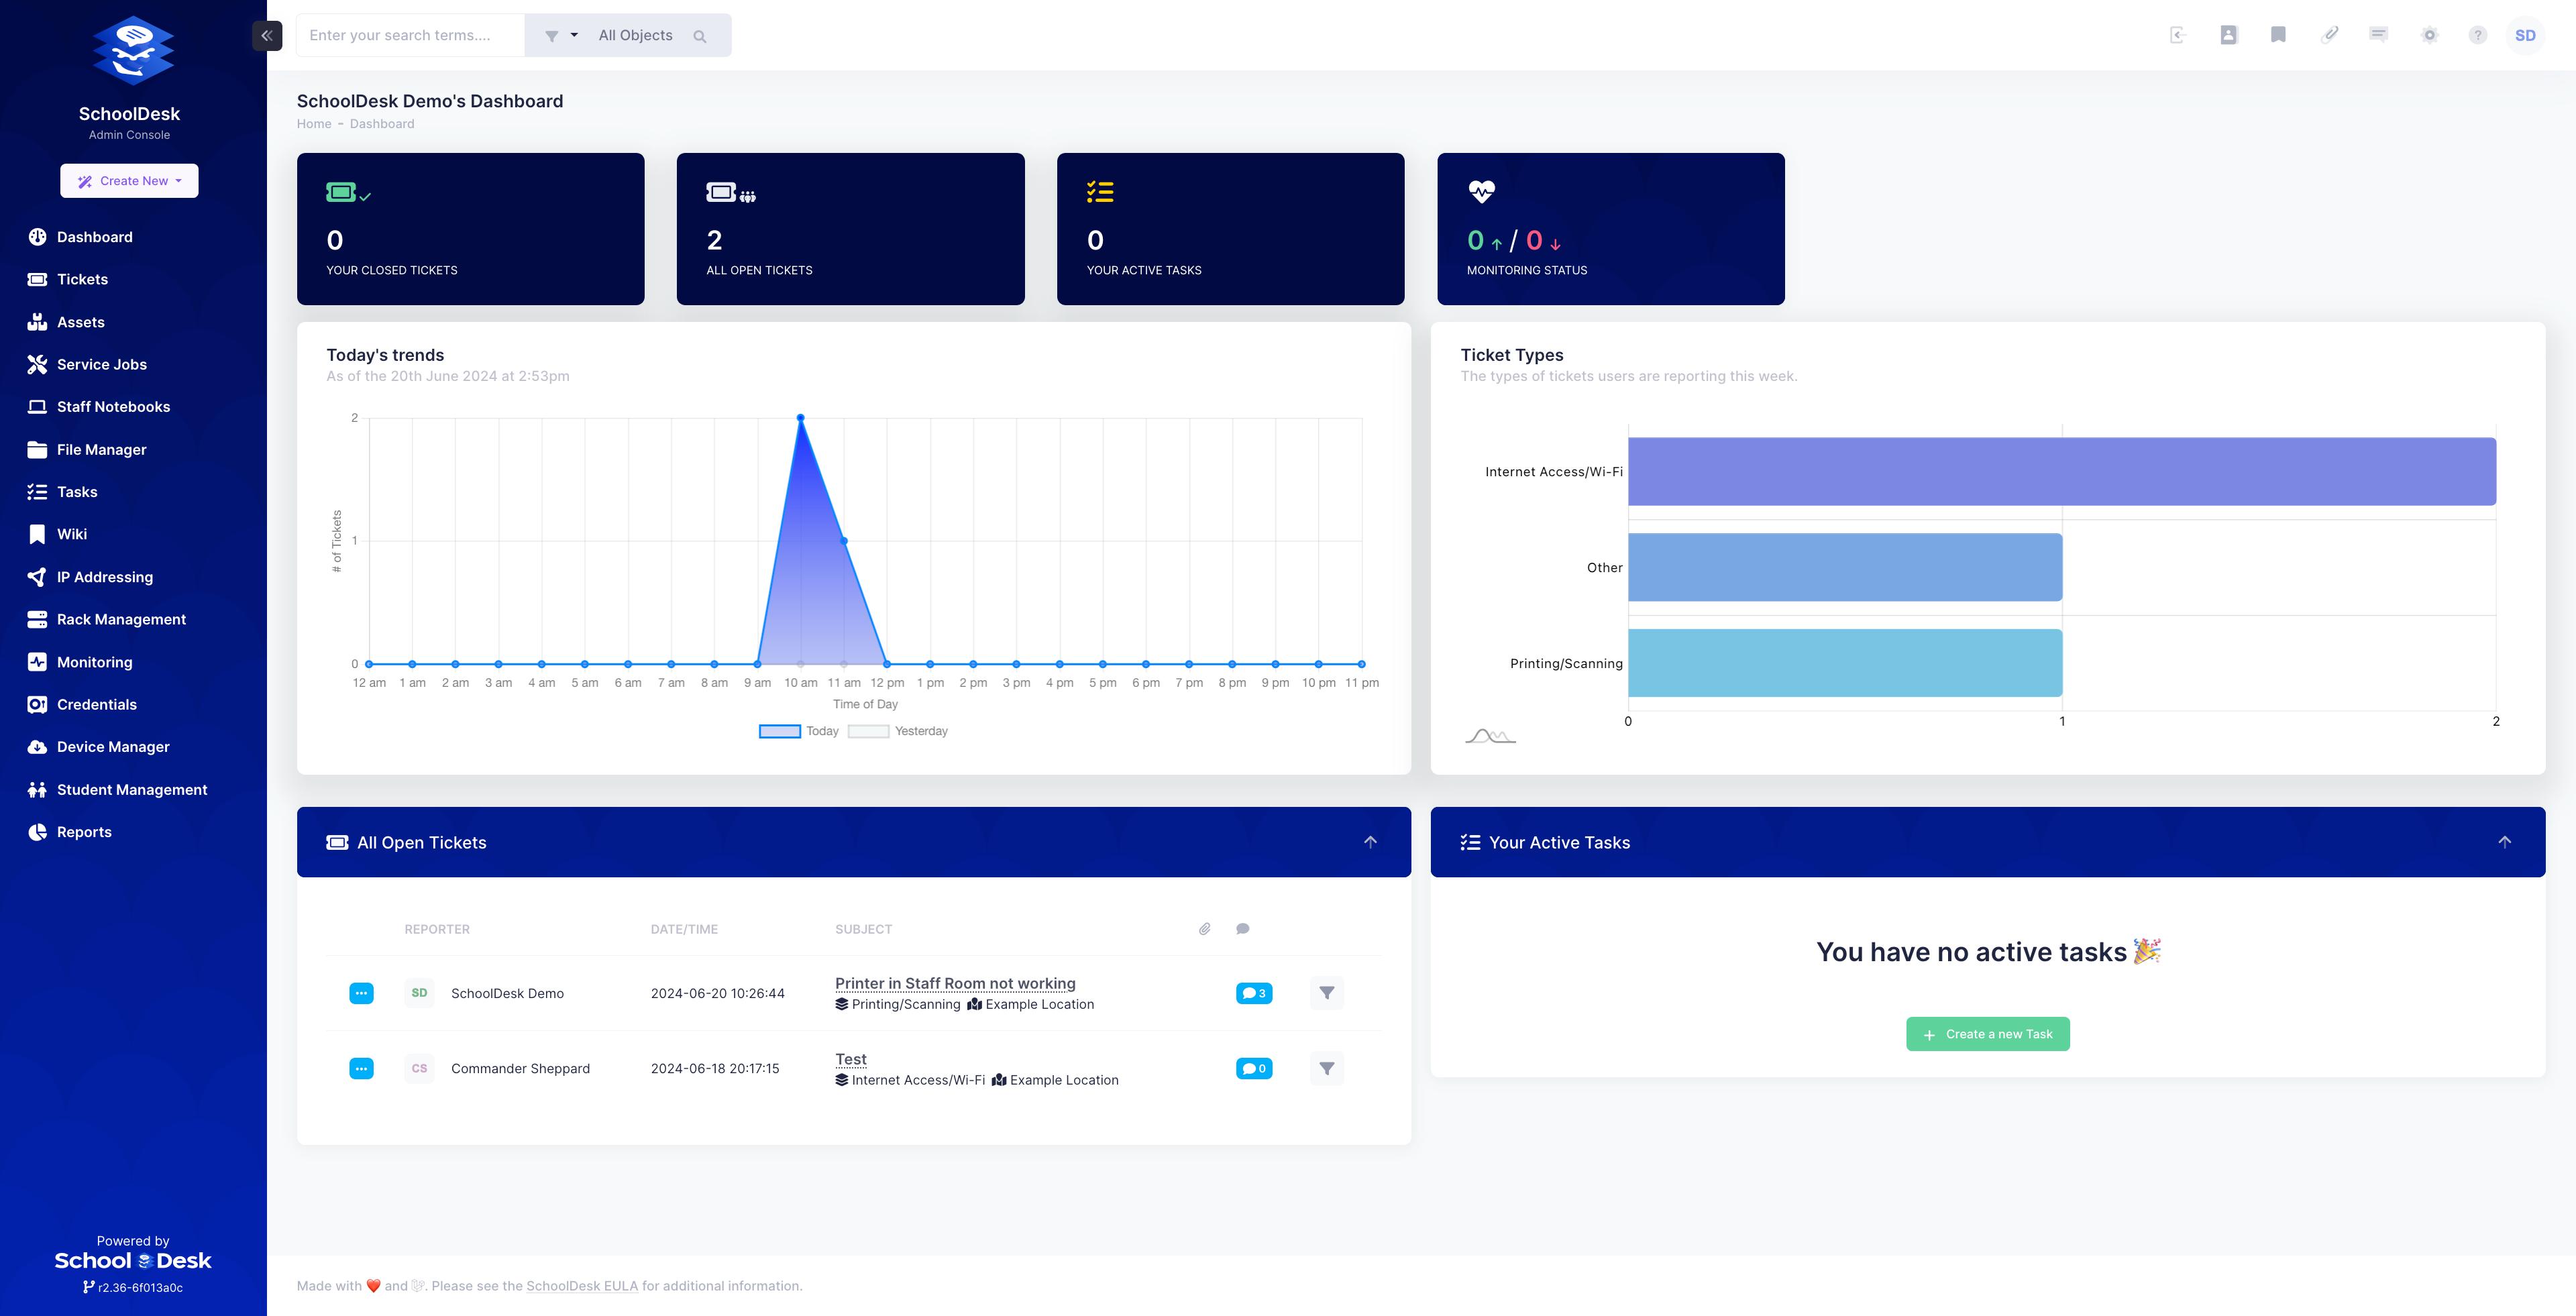 SchoolDesk
Admin Console
Create New
Dashboard
Tickets
Assets
Service Jobs
Staff Notebooks
File Manager
Tasks
Wiki
IP Addressing
Rack Management
Monitoring
Credentials
Device Manager
Student Management
Reports
Powered by
School Desk
r2.36-6f013a0c
Enter your search terms....
All Objects
SD
SchoolDesk Demo's Dashboard
Home - Dashboard
0
YOUR CLOSED TICKETS
2
ALL OPEN TICKETS
0
YOUR ACTIVE TASKS
0 ↑ / 0 ↓
MONITORING STATUS
Today's trends
As of the 20th June 2024 at 2:53pm
2
1
0
# of Tickets
12 am 1 am 2 am 3 am 4 am 5 am 6 am 7 am 8 am 9 am 10 am 11 am 12 pm 1 pm 2 pm 3 pm 4 pm 5 pm 6 pm 7 pm 8 pm 9 pm 10 pm 11 pm
Time of Day
Today Yesterday
Ticket Types
The types of tickets users are reporting this week.
Internet Access/Wi-Fi
Other
Printing/Scanning
0 1 2
All Open Tickets
REPORTER DATE/TIME SUBJECT
SD SchoolDesk Demo 2024-06-20 10:26:44 Printer in Staff Room not working 3
Printing/Scanning Example Location
CS Commander Sheppard 2024-06-18 20:17:15 Test 0
Internet Access/Wi-Fi Example Location
Your Active Tasks
You have no active tasks 🎉
+ Create a new Task
Made with ❤️ and 🕊. Please see the SchoolDesk EULA for additional information.